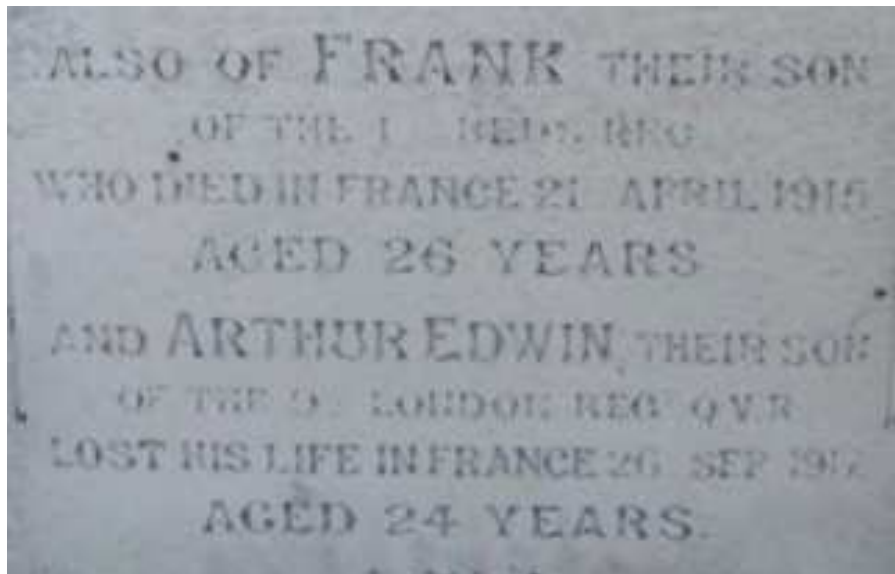 ALSO OF FRANK THEIR SON
OF THE 1 BEDS REG
WHO DIED IN FRANCE 21 APRIL 1915
AGED 26 YEARS
AND ARTHUR EDWIN, THEIR SON
OF THE 9 LONDON REG Q.V.R
LOST HIS LIFE IN FRANCE 26 SEP 1917
AGED 24 YEARS.